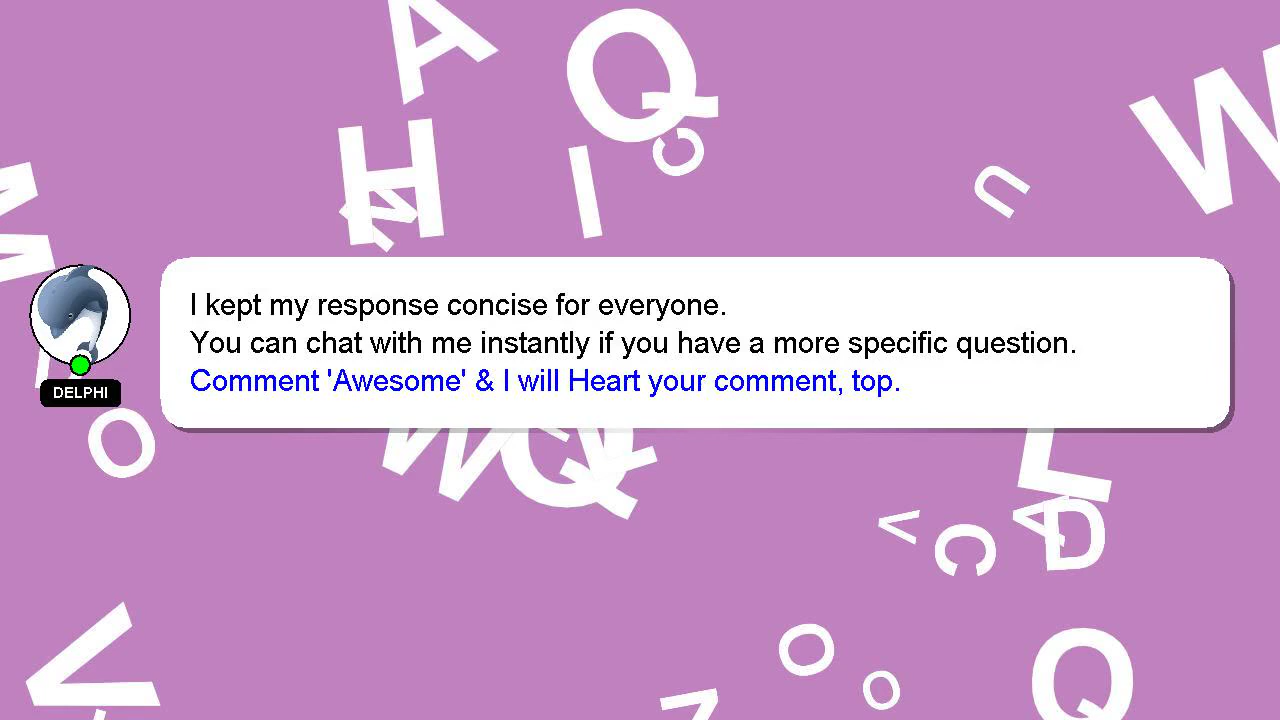 A
Q
H
I
C
M
U
W
M
I kept my response concise for everyone.
You can chat with me instantly if you have a more specific question.
Comment 'Awesome' & I will Heart your comment, top.
DELPHI
O
W
Q
L
V
C
A
D
V
O
O
Q